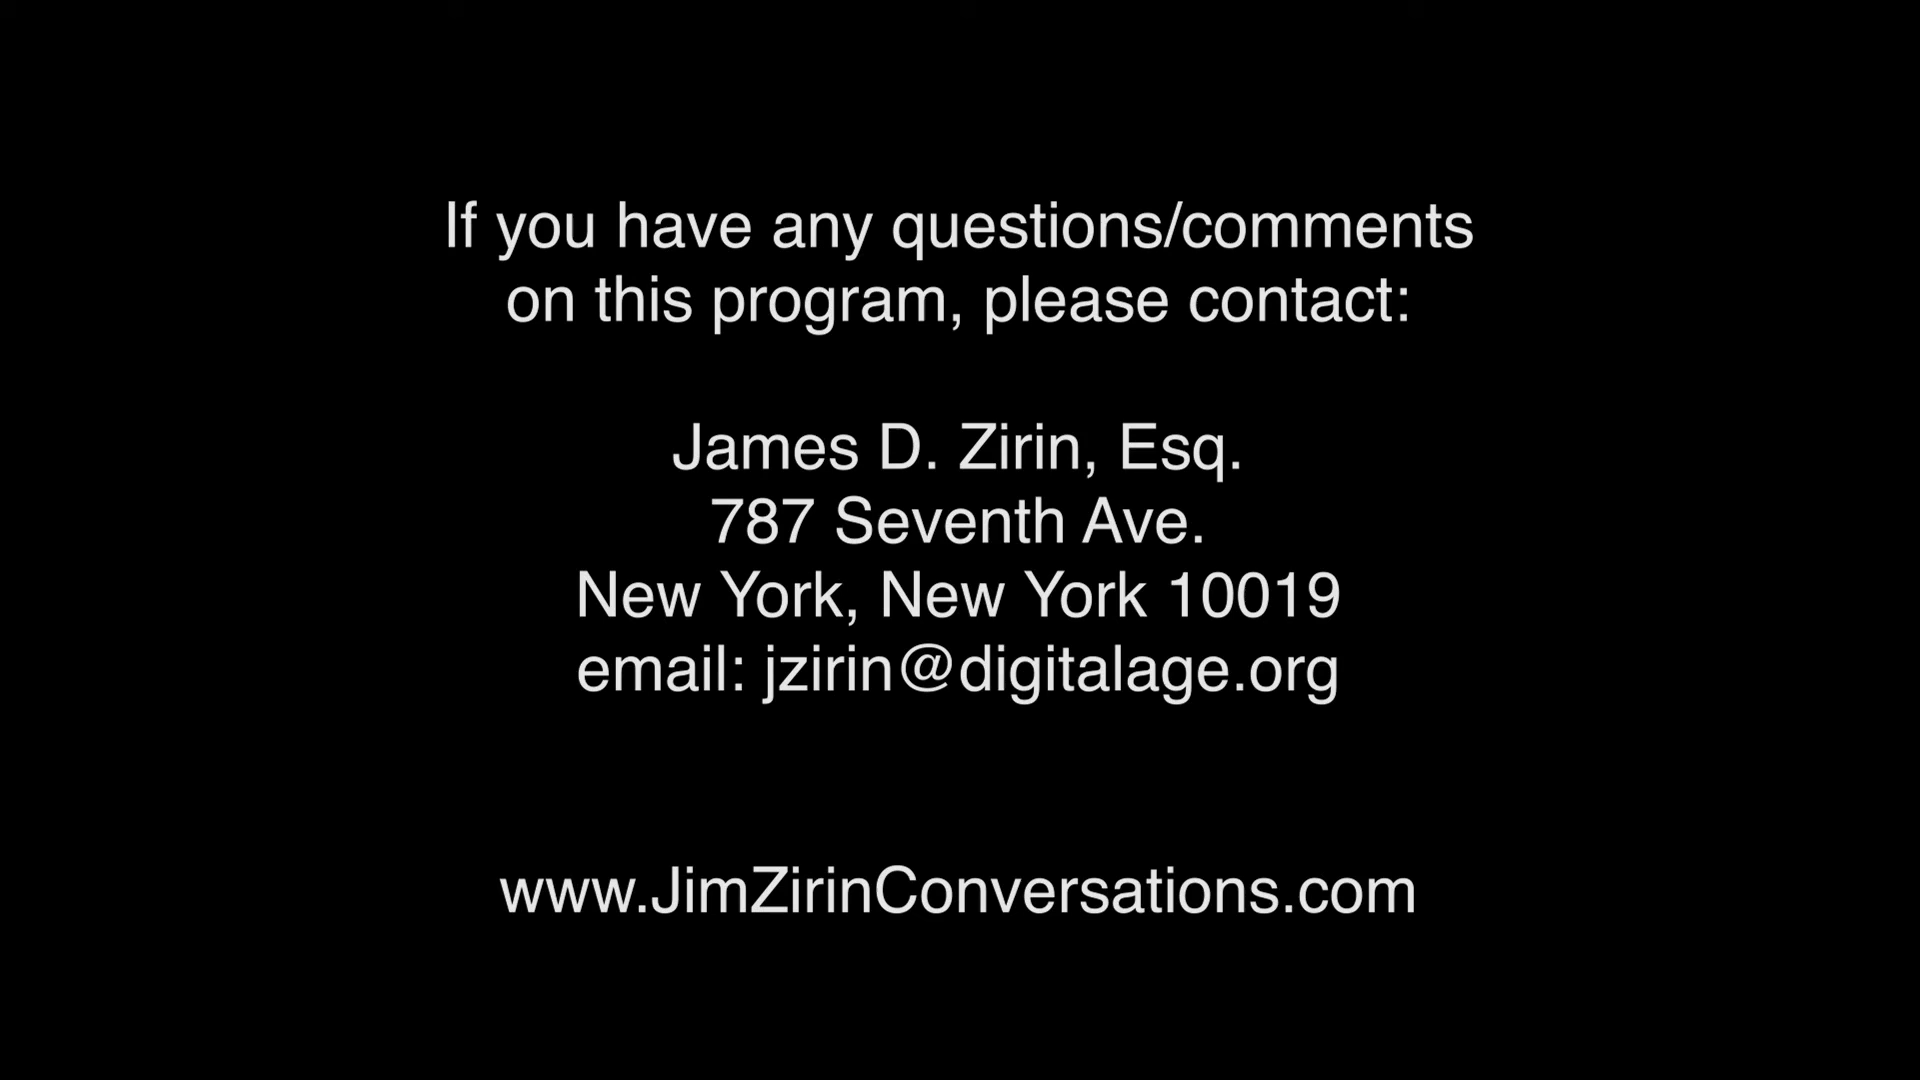 If you have any questions/comments
on this program, please contact:
James D. Zirin, Esq.
787 Seventh Ave.
New York, New York 10019
email: jzirin@digitalage.org
www.JimZirinConversations.com